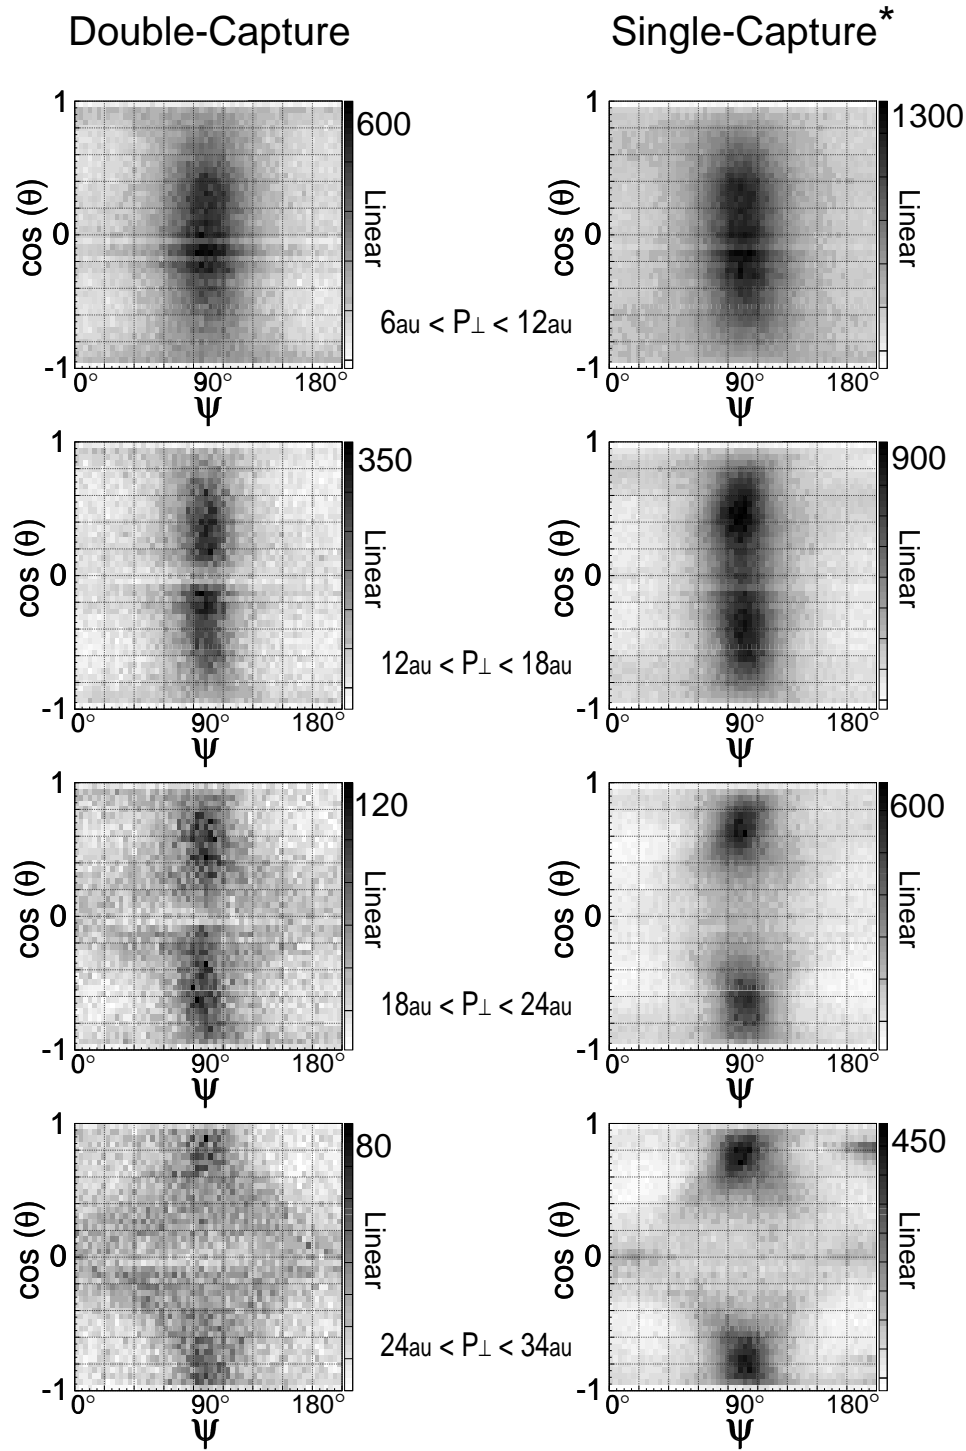 Double-Capture Single-Capture*
1 600 1 1300
cos (θ) Linear cos (θ) Linear
0 0
6au < P⊥ < 12au
-1 -1
0° 90° 180° 0° 90° 180°
Ψ Ψ
1 350 1 900
cos (θ) Linear cos (θ) Linear
0 0
12au < P⊥ < 18au
-1 -1
0° 90° 180° 0° 90° 180°
Ψ Ψ
1 120 1 600
cos (θ) Linear cos (θ) Linear
0 0
18au < P⊥ < 24au
-1 -1
0° 90° 180° 0° 90° 180°
Ψ Ψ
1 80 1 450
cos (θ) Linear cos (θ) Linear
0 0
24au < P⊥ < 34au
-1 -1
0° 90° 180° 0° 90° 180°
Ψ Ψ